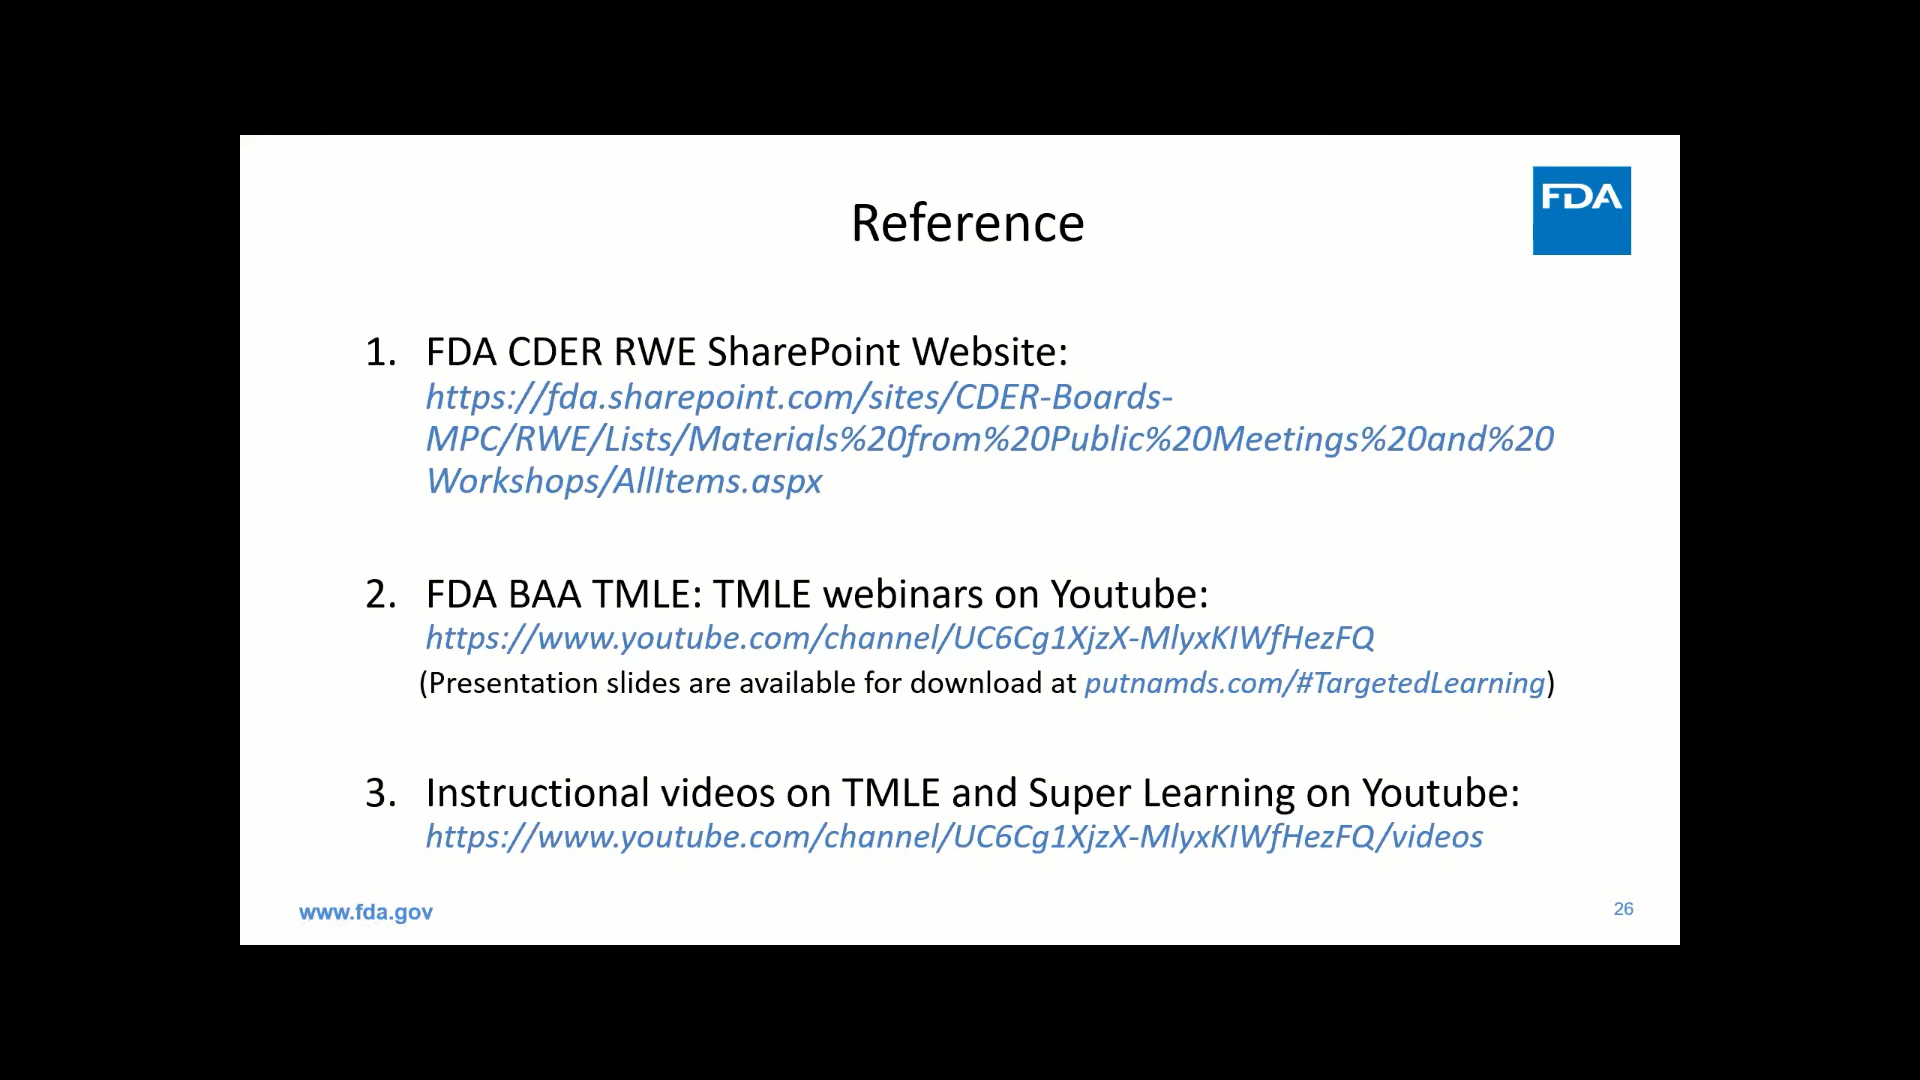 Reference
FDA
1. FDA CDER RWE SharePoint Website:
https://fda.sharepoint.com/sites/CDER-Boards-
MPC/RWE/Lists/Materials%20from%20Public%20Meetings%20and%20
Workshops/AllItems.aspx
2. FDA BAA TMLE: TMLE webinars on Youtube:
https://www.youtube.com/channel/UC6Cg1XjzX-MlyxKIWfHezFQ
(Presentation slides are available for download at putnamds.com/#TargetedLearning)
3. Instructional videos on TMLE and Super Learning on Youtube:
https://www.youtube.com/channel/UC6Cg1XjzX-MlyxKIWfHezFQ/videos
www.fda.gov
26